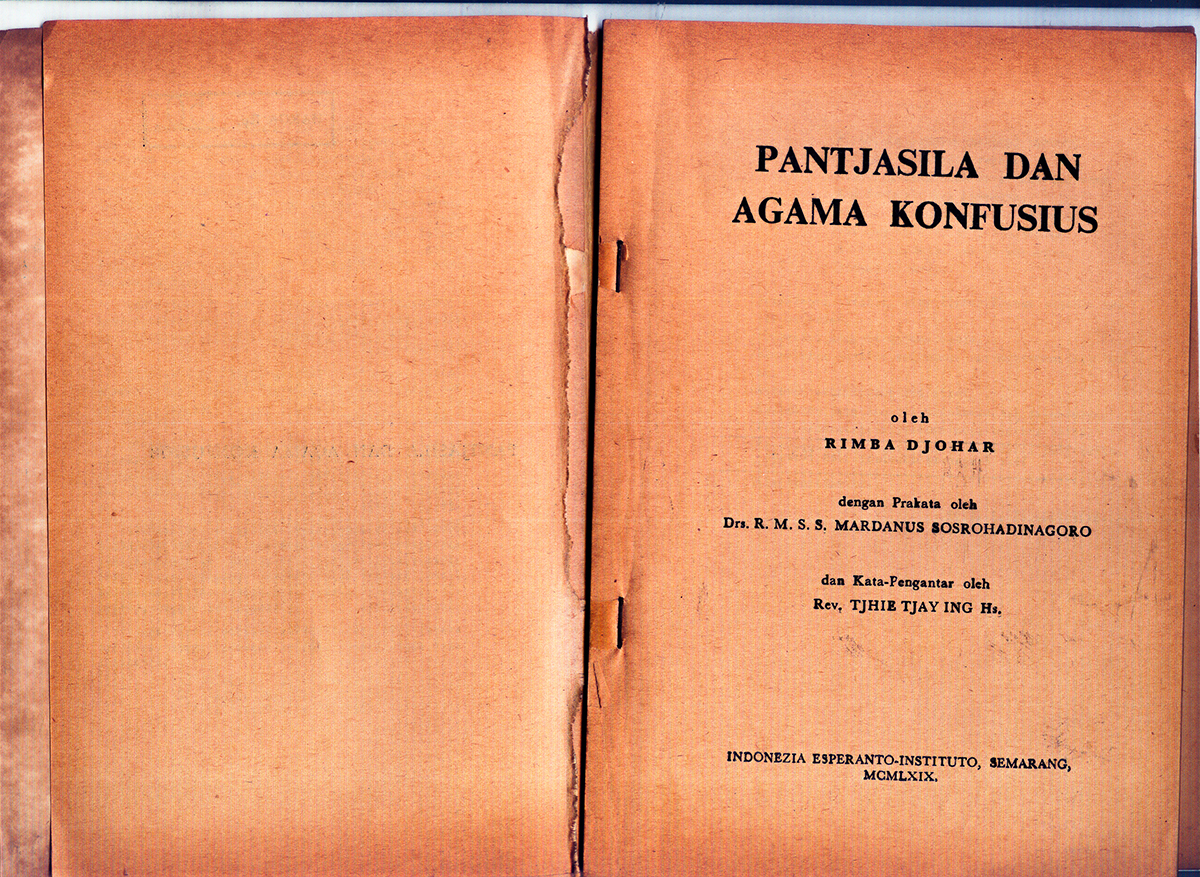 PANTJASILA DAN
AGAMA KONFUSIUS
oleh
RIMBA DJOHAR
dengan Prakata oleh
Drs. R. M. S. S. MARDANUS SOSROHADINAGORO
dan Kata-Pengantar oleh
Rev. TJHIE TJAY ING Hs.
INDONEZIA ESPERANTO-INSTITUTO, SEMARANG,
MCMLXIX.